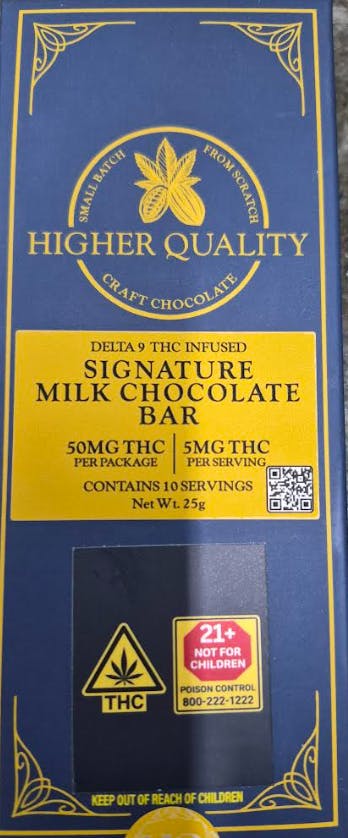 SMALL BATCH
FROM SCRATCH
HIGHER QUALITY
CRAFT CHOCOLATE
DELTA 9 THC INFUSED
SIGNATURE
MILK CHOCOLATE
BAR
50MG THC
PER PACKAGE
5MG THC
PER SERVING
CONTAINS 10 SERVINGS
Net Wt. 25g
THC
21+
NOT FOR
CHILDREN
POISON CONTROL
800-222-1222
KEEP OUT OF REACH OF CHILDREN